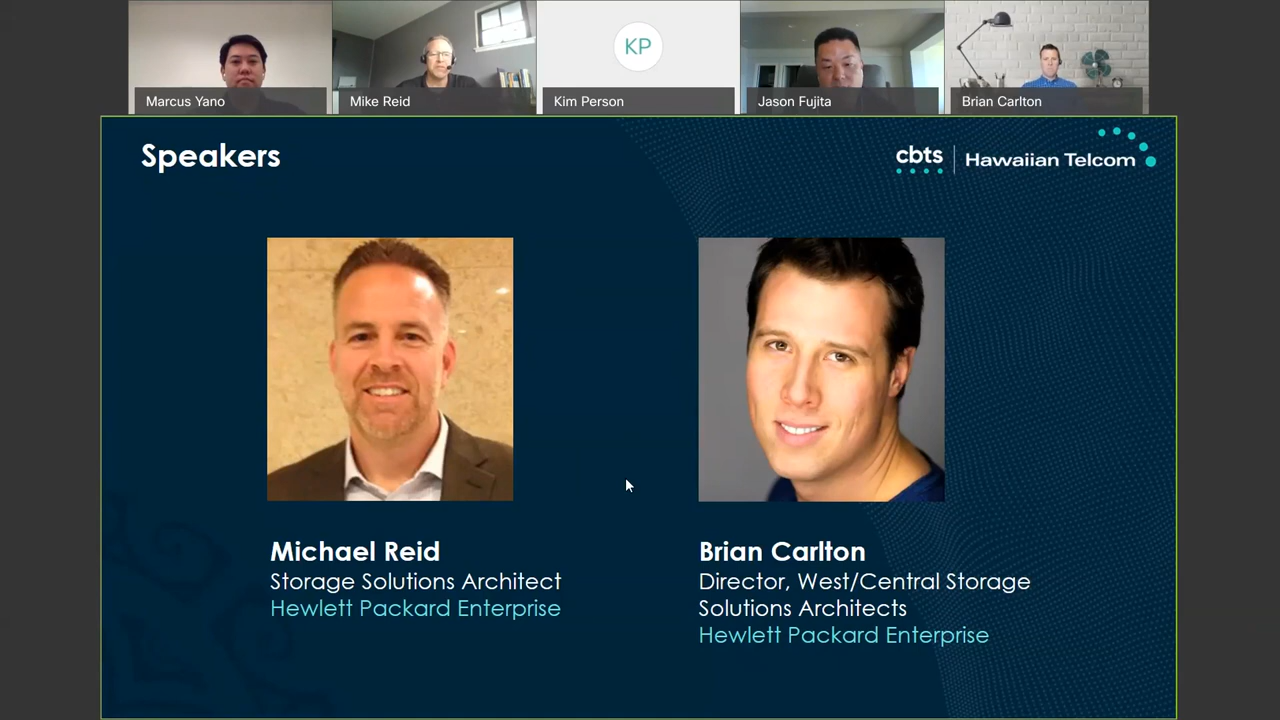 KP
Marcus Yano
Mike Reid
Kim Person
Jason Fujita
Brian Carlton
Speakers
cbts
Hawaiian Telcom
Michael Reid
Storage Solutions Architect
Hewlett Packard Enterprise
Brian Carlton
Director, West/Central Storage
Solutions Architects
Hewlett Packard Enterprise